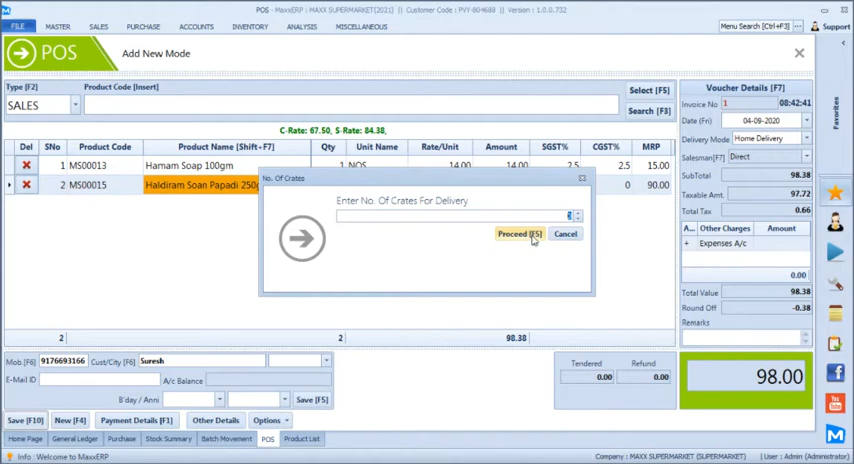 POS - MaxxERP :: MAXX SUPERMARKET(2021) || Customer Code : PVY-804688 || Version : 1.0.0.732
FILE MASTER SALES PURCHASE ACCOUNTS INVENTORY ANALYSIS MISCELLANEOUS Menu Search [Ctrl+F3] ... Support
POS Add New Mode
Type [F2] Product Code [Insert] Select [F5] Voucher Details [F7]
SALES Search [F3] Invoice No 1 08:42:41
C-Rate: 67.50, S-Rate: 84.38, Date (Fri) 04-09-2020
Favorites
Del SNo Product Code Product Name [Shift+F7] Qty Unit Name Rate/Unit Amount SGST% CGST% MRP Delivery Mode Home Delivery
1 MS00013 Hamam Soap 100gm 1 NOS 14.00 14.00 2.5 2.5 15.00 Salesman[F7] Direct
2 MS00015 Haldiram Soan Papadi 250g 0 90.00 SubTotal 98.38
No. Of Crates
Enter No. Of Crates For Delivery
Proceed [F5] Cancel
Taxable Amt. 97.72
Total Tax 0.66
A... Other Charges Amount
+ Expenses A/c
0.00
Total Value 98.38
Round Off -0.38
Remarks
2 2 98.38
Mob.[F6] 9176693166 Cust/City [F6] Suresh Tendered Refund
E-Mail ID A/c Balance 0.00 0.00 98.00
B'day / Anni Save [F5]
Save [F10] New [F4] Payment Details [F1] Other Details Options
Home Page General Ledger Purchase Stock Summary Batch Movement POS Product List
Info : Welcome to MaxxERP Company : MAXX SUPERMARKET (SUPERMARKET) User : Admin (Administrator)
You Tube